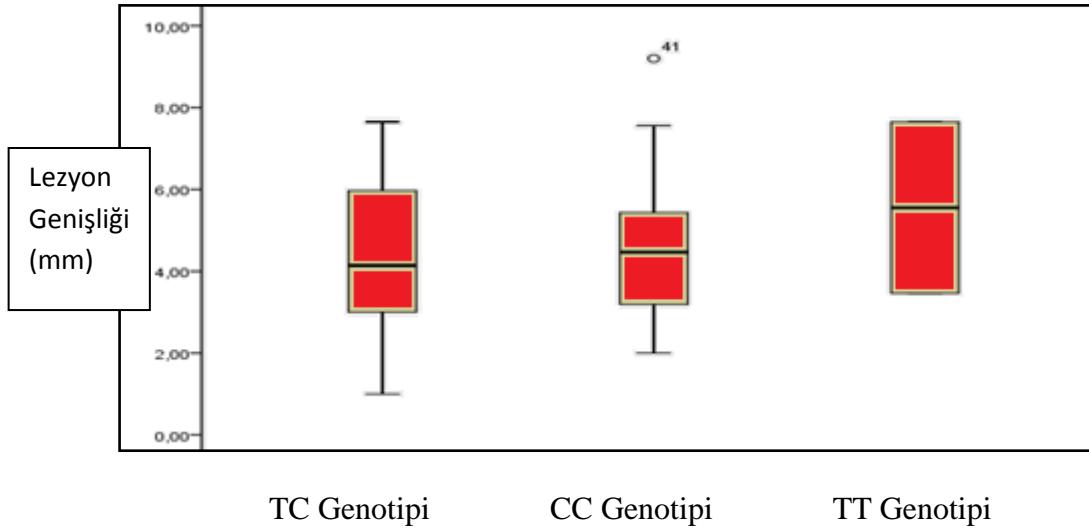 10,00
41
8,00
Lezyon
Genişliği
(mm)
6,00
4,00
2,00
0,00
TC Genotipi CC Genotipi TT Genotipi